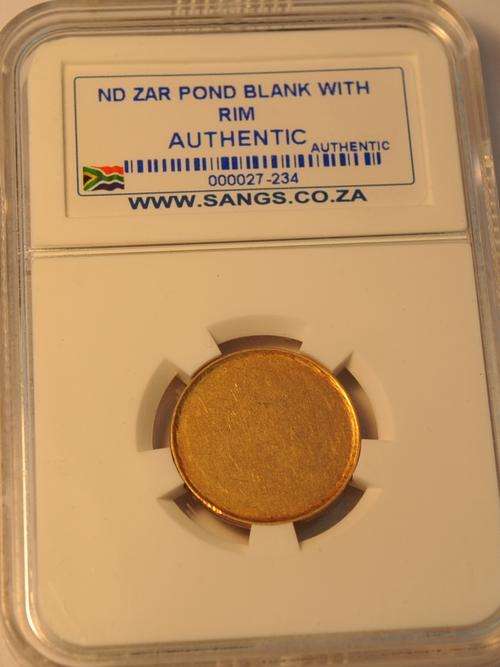 ND ZAR POND BLANK WITH
RIM
AUTHENTIC
AUTHENTIC
000027-234
WWW.SANGS.CO.ZA